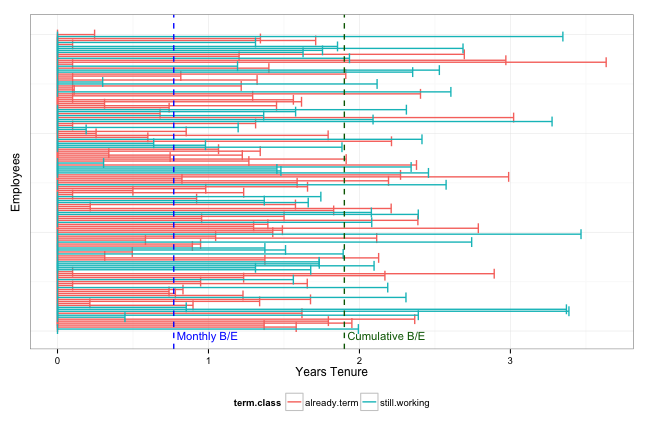 Employees
Monthly B/E
Cumulative B/E
0 1 2 3
Years Tenure
term.class already.term still.working